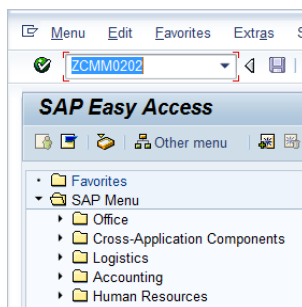 Menu Edit Favorites Extras
ZCMM0202
SAP Easy Access
Other menu
Favorites
SAP Menu
Office
Cross-Application Components
Logistics
Accounting
Human Resources